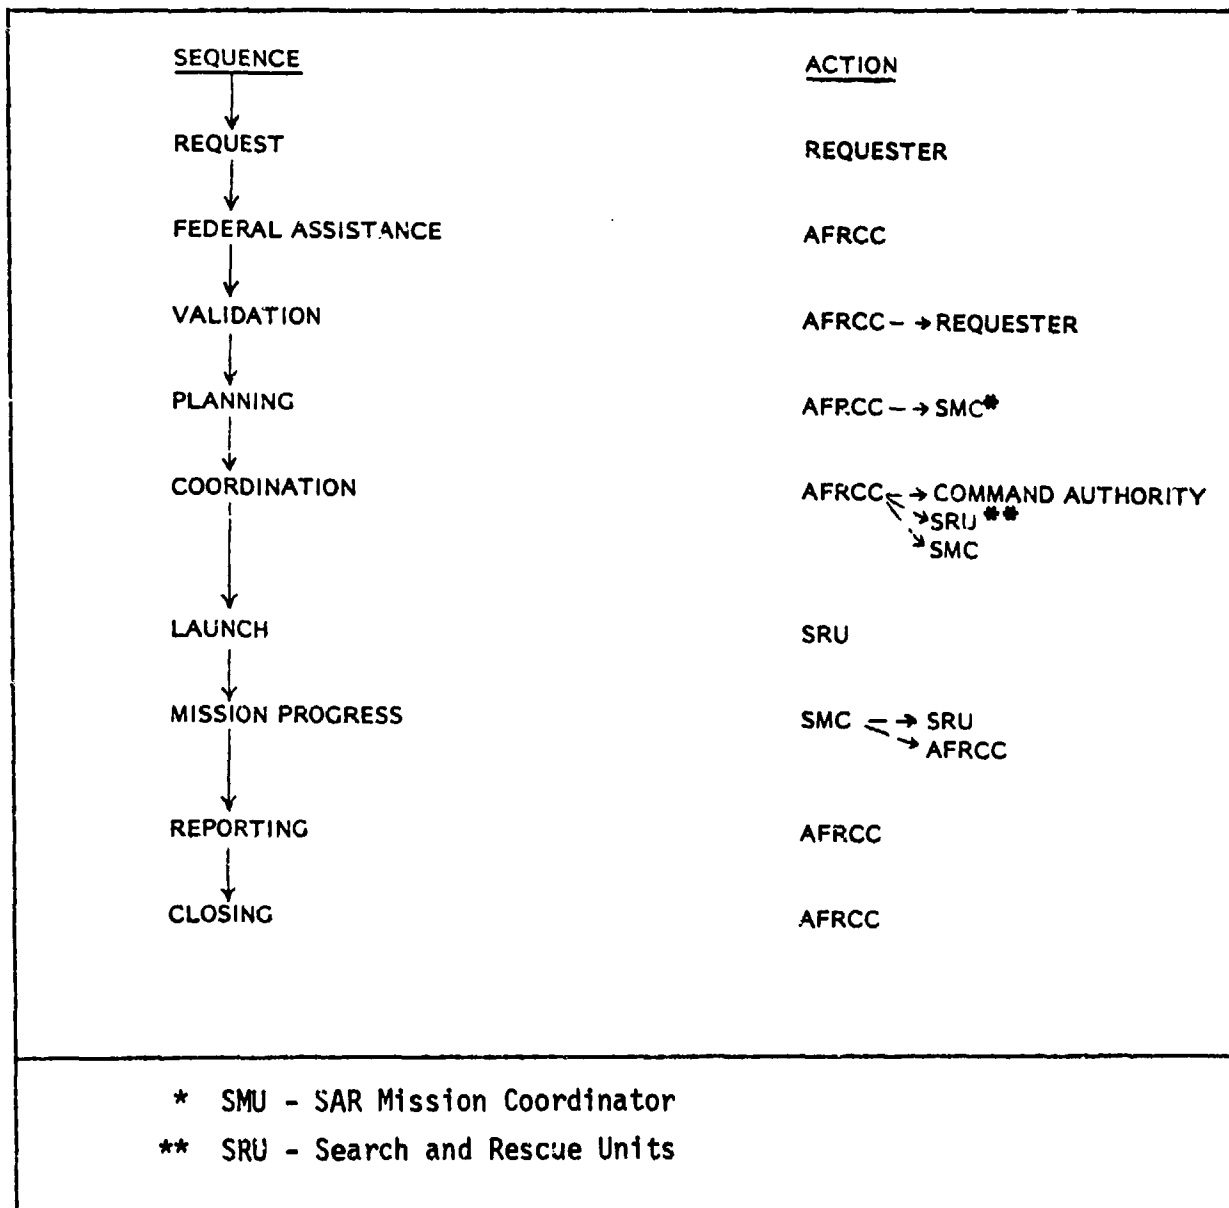 SEQUENCE ACTION
REQUEST REQUESTER
FEDERAL ASSISTANCE AFRCC
VALIDATION AFRCC - → REQUESTER
PLANNING AFRCC - → SMC*
COORDINATION AFRCC - → COMMAND AUTHORITY
SRU **
SMC
LAUNCH SRU
MISSION PROGRESS SMC - → SRU
AFRCC
REPORTING AFRCC
CLOSING AFRCC
* SMU - SAR Mission Coordinator
** SRU - Search and Rescue Units